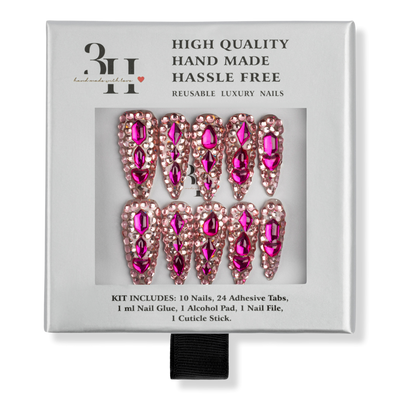 3H
hand made with love
HIGH QUALITY
HAND MADE
HASSLE FREE
REUSABLE LUXURY NAILS
3H
KIT INCLUDES: 10 Nails, 24 Adhesive Tabs,
1 ml Nail Glue, 1 Alcohol Pad, 1 Nail File,
1 Cuticle Stick.